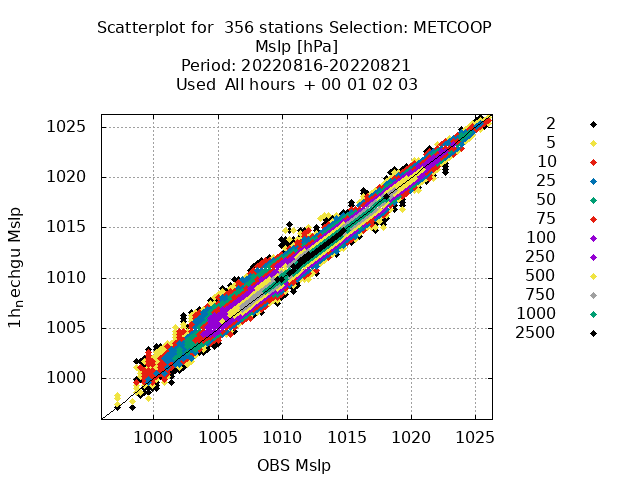 Scatterplot for  356 stations Selection: METCOOP
Mslp [hPa]
Period: 20220816-20220821
Used  All hours  + 00 01 02 03
1025
1020
1015
1010
1005
1000
1h_nechgu Mslp
1000 1005 1010 1015 1020 1025
OBS Mslp
2
5
10
25
50
75
100
250
500
750
1000
2500